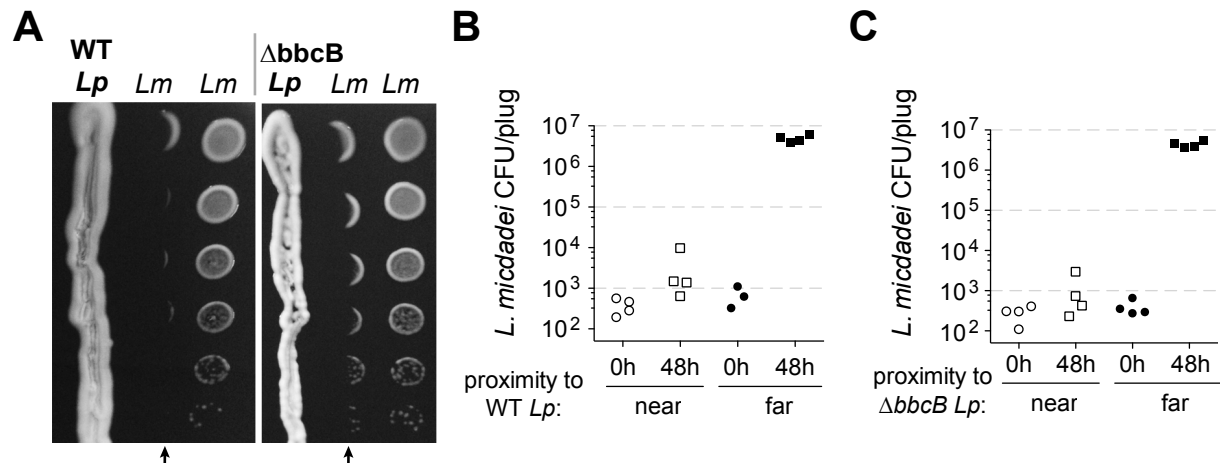 A
WT
Lp Lm Lm
ΔbbcB
Lp Lm Lm
B
L. micdadei CFU/plug
10⁷
10⁶
10⁵
10⁴
10³
10²
0h 48h 0h 48h
proximity to
WT Lp:
near far
C
L. micdadei CFU/plug
10⁷
10⁶
10⁵
10⁴
10³
10²
0h 48h 0h 48h
proximity to
ΔbbcB Lp:
near far